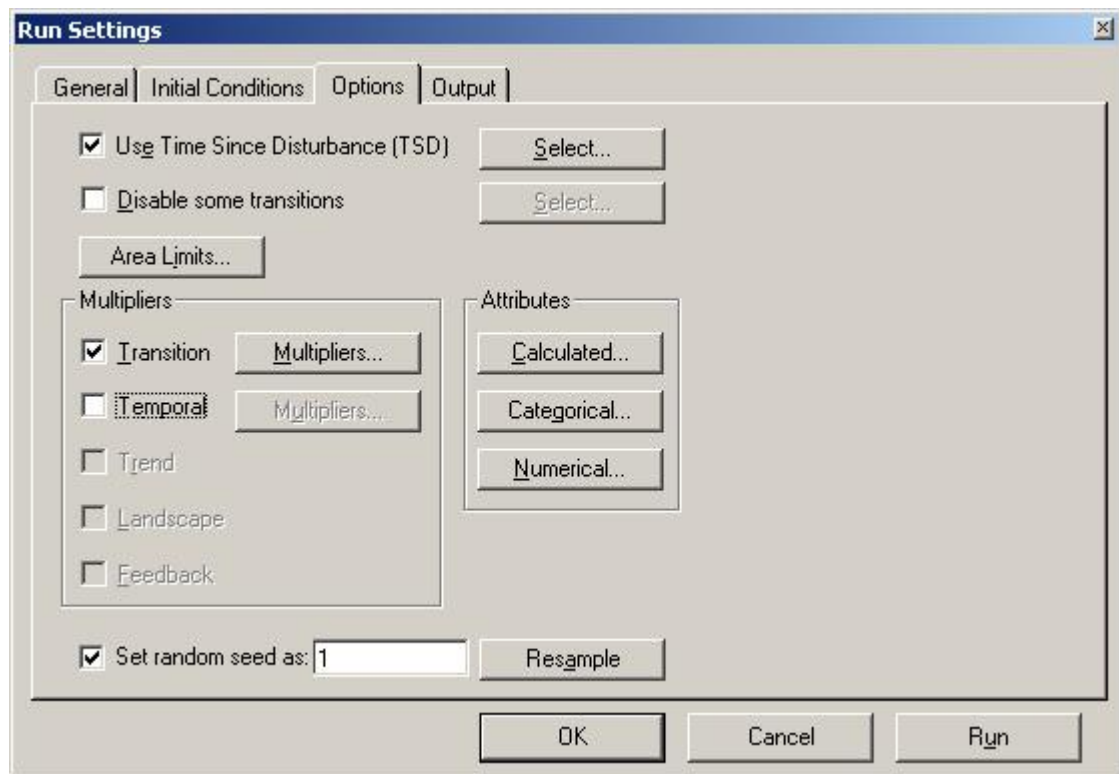 Run Settings
General Initial Conditions Options Output
Use Time Since Disturbance (TSD) Select...
Disable some transitions Select...
Area Limits...
Multipliers Attributes
Transition Multipliers... Calculated...
Temporal Multipliers... Categorical...
Trend Numerical...
Landscape
Feedback
Set random seed as: 1 Resample
OK Cancel Run